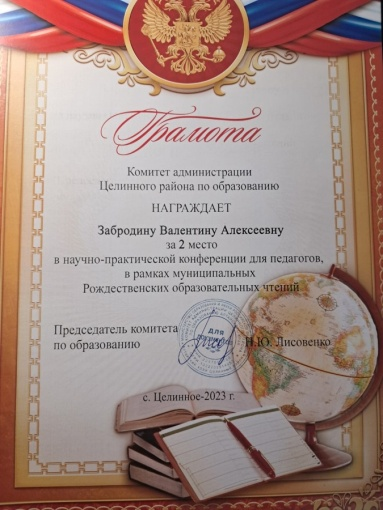 Грамота
Комитет администрации
Целинного района по образованию
НАГРАЖДАЕТ
Забродину Валентину Алексеевну
за 2 место
в научно-практической конференции для педагогов,
в рамках муниципальных
Рождественских образовательных чтений
Председатель комитета
по образованию
Н.Ю. Лисовенко
ДЛЯ
с. Целинное-2023 г.